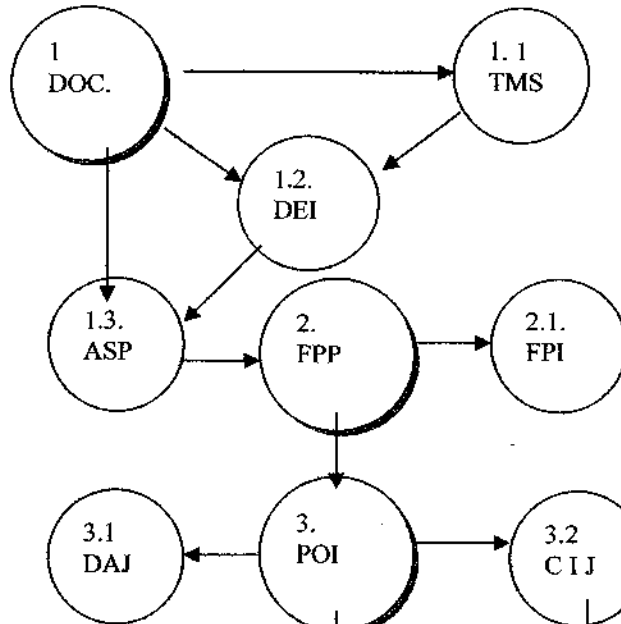 1
DOC.
1. 1
TMS
1.2.
DEI
1.3.
ASP
2.
FPP
2.1.
FPI
3.1
DAJ
3.
POI
3.2
C I J